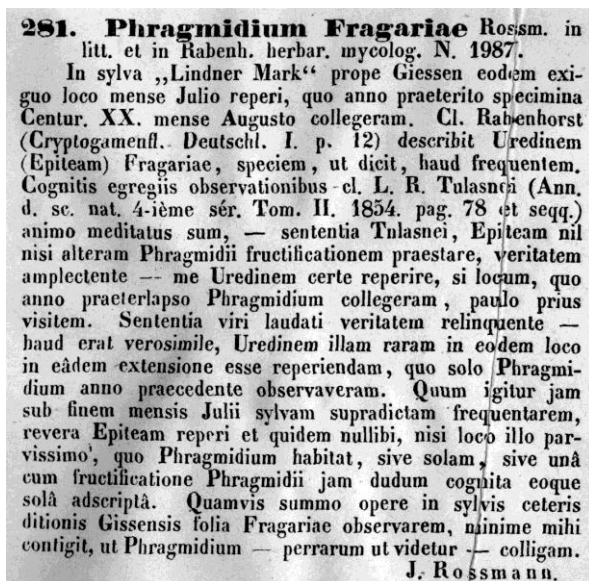 281. Phragmidium Fragariae Rossm. in
litt. et in Rabenh. herbar. mycolog. N. 1987.
In sylva „Lindner Mark“ prope Giessen eodem exi-
guo loco mense Julio reperi, quo anno praeterito specimina
Centur. XX. mense Augusto collegeram. Cl. Rabenhorst
(Cryptogamenfl. Deutschl. I. p. 12) describit Uredinem
(Epiteam) Fragariae, speciem, ut dicit, haud frequentem.
Cognitis egregiis observationibus cl. L. R. Tulasnei (Ann.
d. sc. nat. 4-ième sér. Tom. II. 1854. pag. 78 et seqq.)
animo meditatus sum, — sententia Tulasnei, Epiteam nil
nisi alteram Phragmidii fructificationem praestare, veritatem
amplectente — me Uredinem certe reperire, si locum, quo
anno praeterlapso Phragmidium collegeram, paulo prius
visitem. Sententia viri laudati veritatem relinquente —
haud erat verosimile, Uredinem illam raram in eodem loco
in eâdem extensione esse reperiendam, quo solo Phragmi-
dium anno praecedente observaveram. Quum igitur jam
sub finem mensis Julii sylvam supradictam frequentarem,
revera Epiteam reperi et quidem nullibi, nisi loco illo par-
vissimo, quo Phragmidium habitat, sive solam, sive unâ
cum fructificatione Phragmidii jam dudum cognita eoque
solâ adscriptâ. Quamvis summo opere in sylvis ceteris
ditionis Gissensis folia Fragariae observarem, minime mihi
contigit, ut Phragmidium — perrarum ut videtur — colligam.
J. Rossmann.